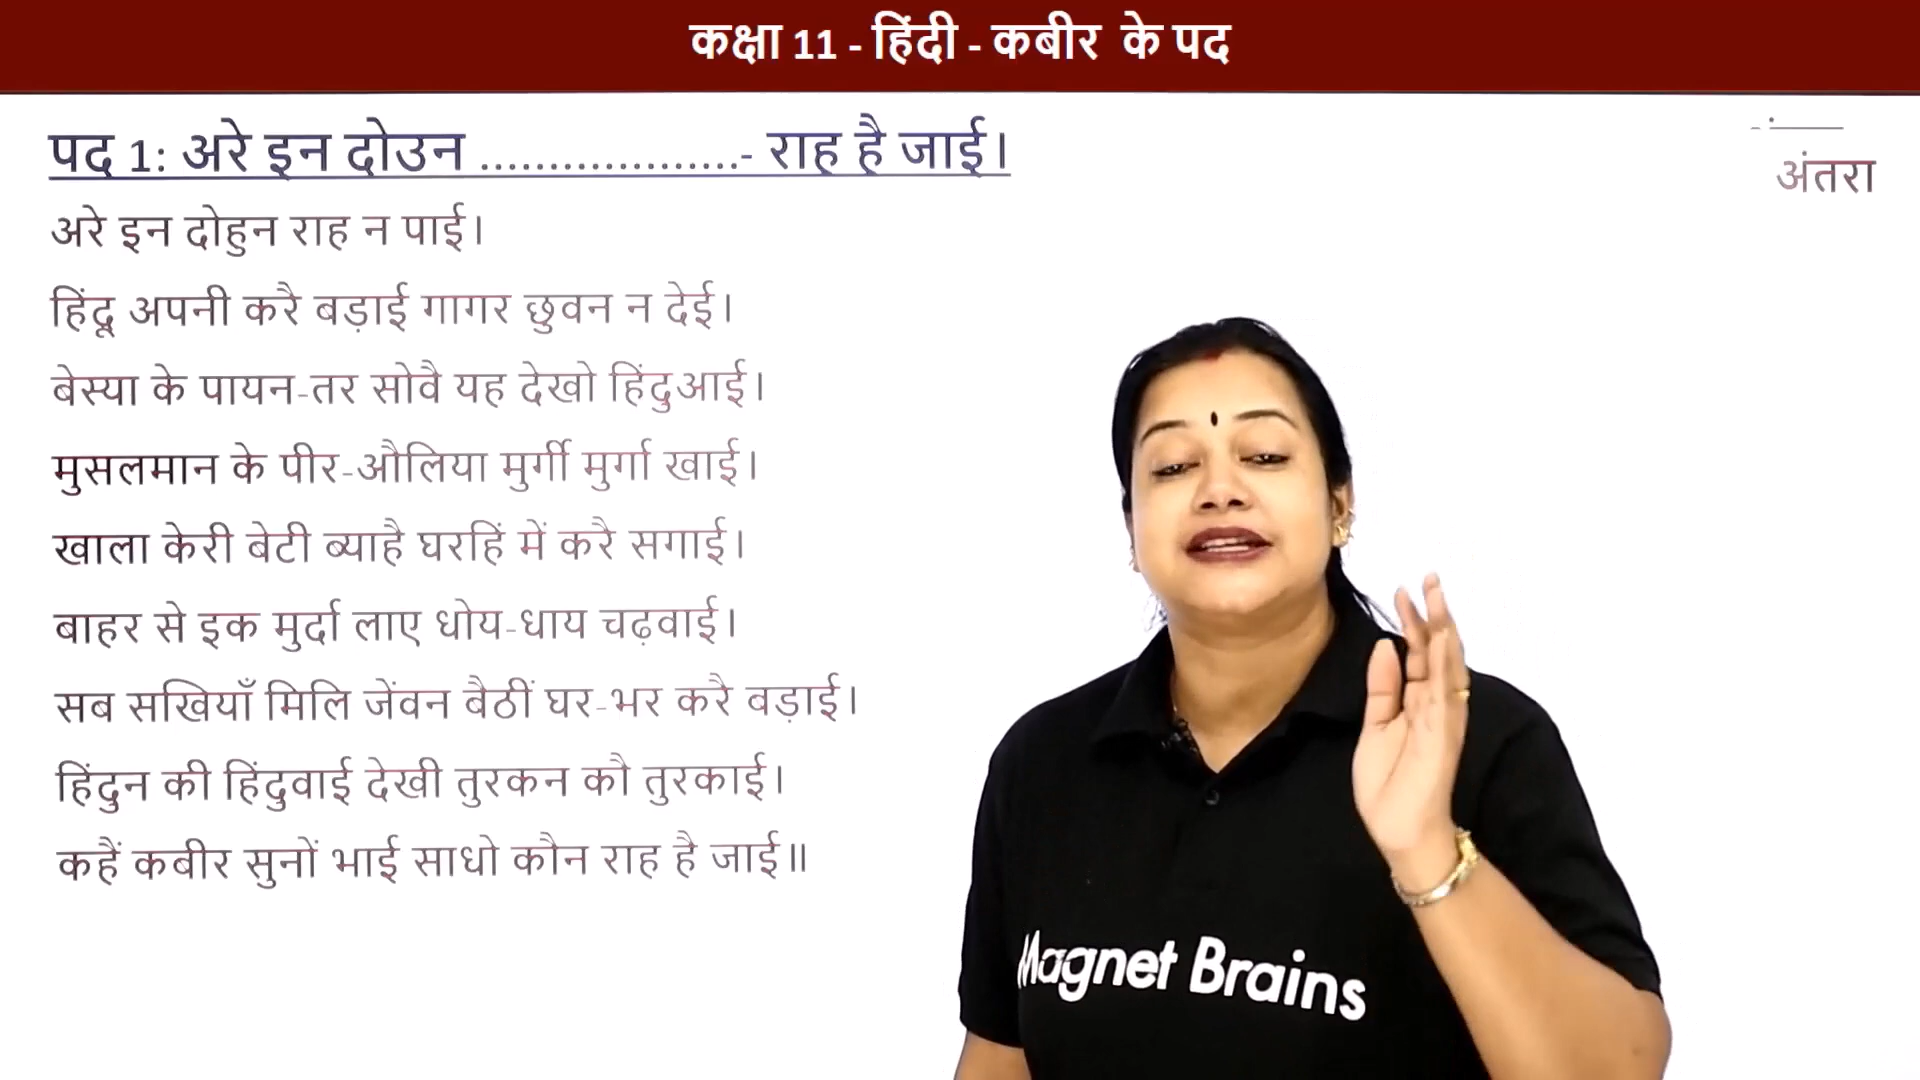 कक्षा 11 - हिंदी - कबीर के पद
पद 1: अरे इन दोउन ...................- राह है जाई।
अंतरा
अरे इन दोहुन राह न पाई।
हिंदू अपनी करै बड़ाई गागर छुवन न देई।
बेस्या के पायन-तर सोवै यह देखो हिंदुआई।
मुसलमान के पीर-औलिया मुर्गी मुर्गा खाई।
खाला केरी बेटी ब्याहै घरहिं में करै सगाई।
बाहर से इक मुर्दा लाए धोय-धाय चढ़वाई।
सब सखियाँ मिलि जेंवन बैठीं घर-भर करै बड़ाई।
हिंदुन की हिंदुवाई देखी तुरकन कौ तुरकाई।
कहैं कबीर सुनों भाई साधो कौन राह है जाई॥
Magnet Brains